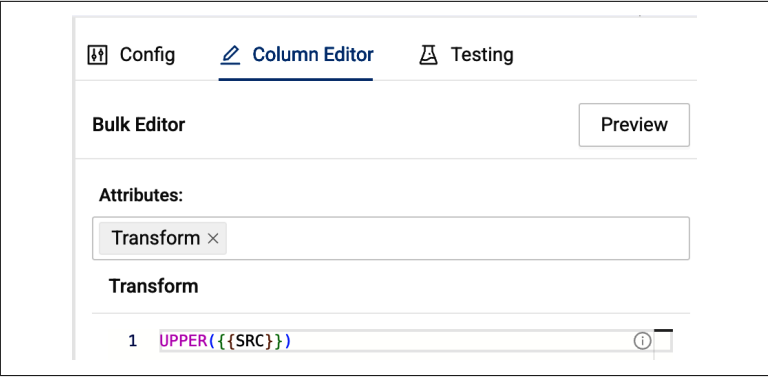 Config Column Editor Testing
Bulk Editor Preview
Attributes:
Transform ×
Transform
1 UPPER({{SRC}})